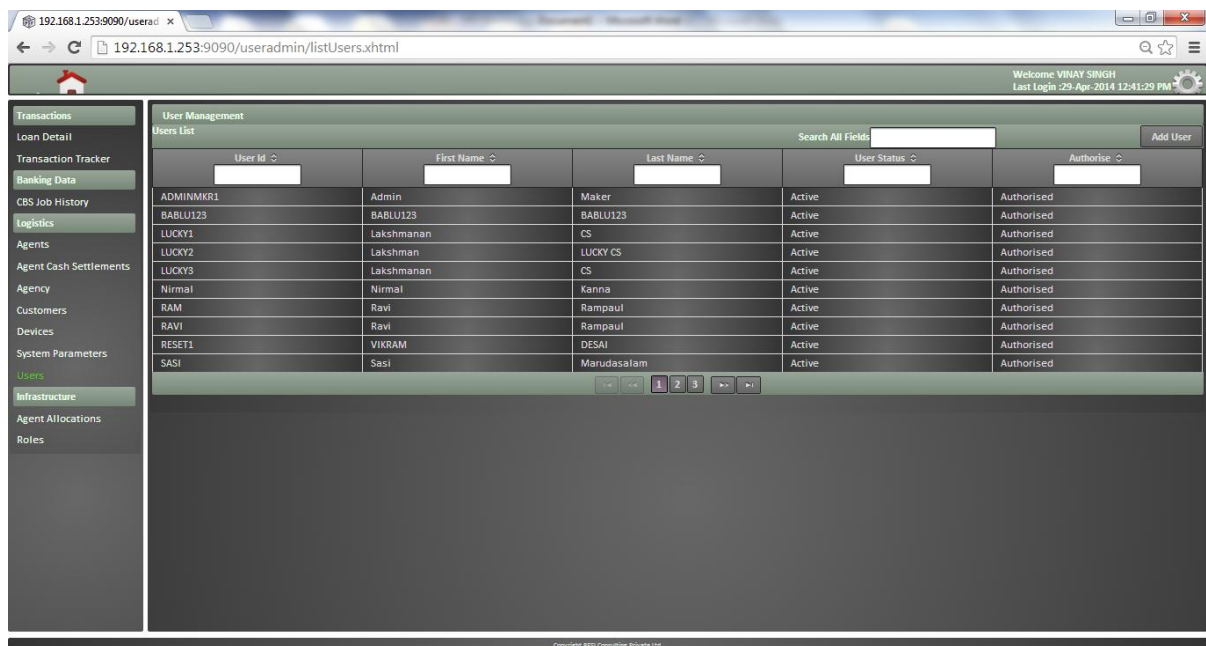 192.168.1.253:9090/userad ×
192.168.1.253:9090/useradmin/listUsers.xhtml
Welcome VINAY SINGH
Last Login :29-Apr-2014 12:41:29 PM
Transactions
Loan Detail
Transaction Tracker
Banking Data
CBS Job History
Logistics
Agents
Agent Cash Settlements
Agency
Customers
Devices
System Parameters
Users
Infrastructure
Agent Allocations
Roles
User Management
Users List Search All Fields Add User
User Id First Name Last Name User Status Authorise
ADMINMKR1 Admin Maker Active Authorised
BABLU123 BABLU123 BABLU123 Active Authorised
LUCKY1 Lakshmanan CS Active Authorised
LUCKY2 Lakshman LUCKY CS Active Authorised
LUCKY3 Lakshmanan CS Active Authorised
Nirmal Nirmal Kanna Active Authorised
RAM Ravi Rampaul Active Authorised
RAVI Ravi Rampaul Active Authorised
RESET1 VIKRAM DESAI Active Authorised
SASI Sasi Marudasalam Active Authorised
1 2 3
Consulting Private Ltd